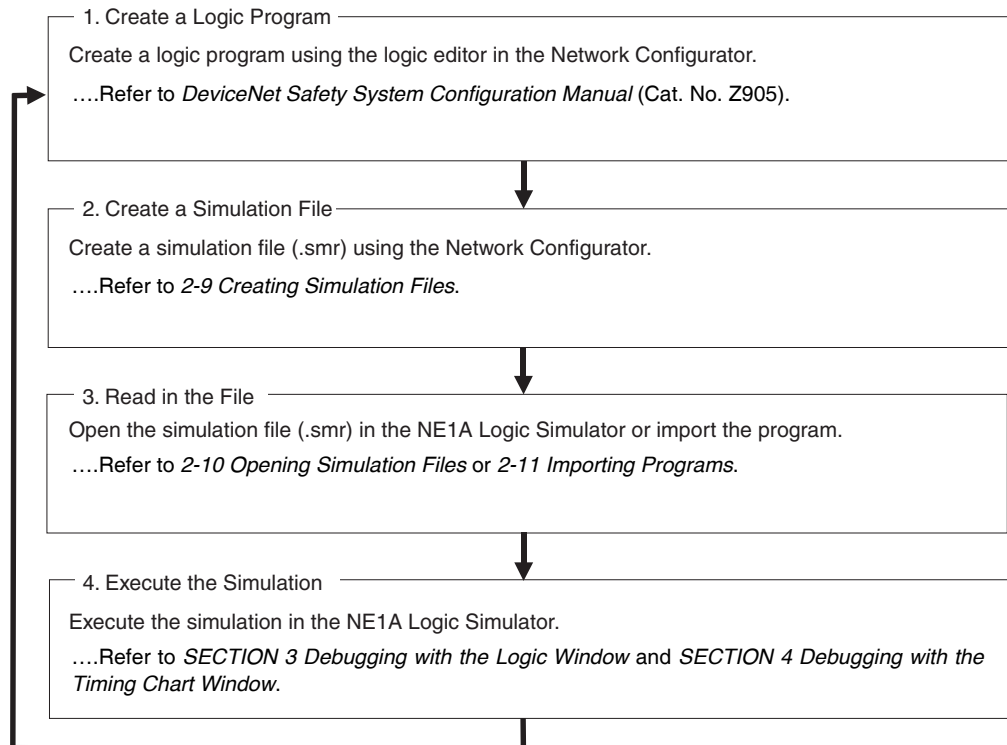 1. Create a Logic Program
Create a logic program using the logic editor in the Network Configurator.
....Refer to DeviceNet Safety System Configuration Manual (Cat. No. Z905).
2. Create a Simulation File
Create a simulation file (.smr) using the Network Configurator.
....Refer to 2-9 Creating Simulation Files.
3. Read in the File
Open the simulation file (.smr) in the NE1A Logic Simulator or import the program.
....Refer to 2-10 Opening Simulation Files or 2-11 Importing Programs.
4. Execute the Simulation
Execute the simulation in the NE1A Logic Simulator.
....Refer to SECTION 3 Debugging with the Logic Window and SECTION 4 Debugging with the
Timing Chart Window.